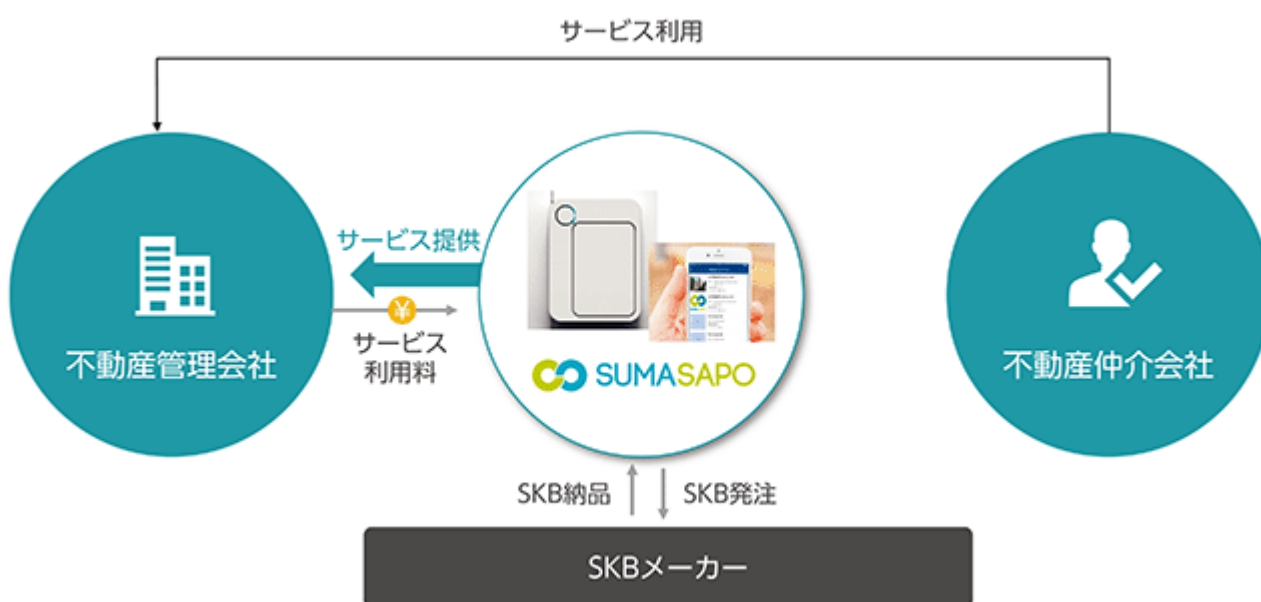 サービス利用
サービス提供
¥
サービス
利用料
不動産管理会社
SUMASAPO
不動産仲介会社
SKB納品
SKB発注
SKBメーカー